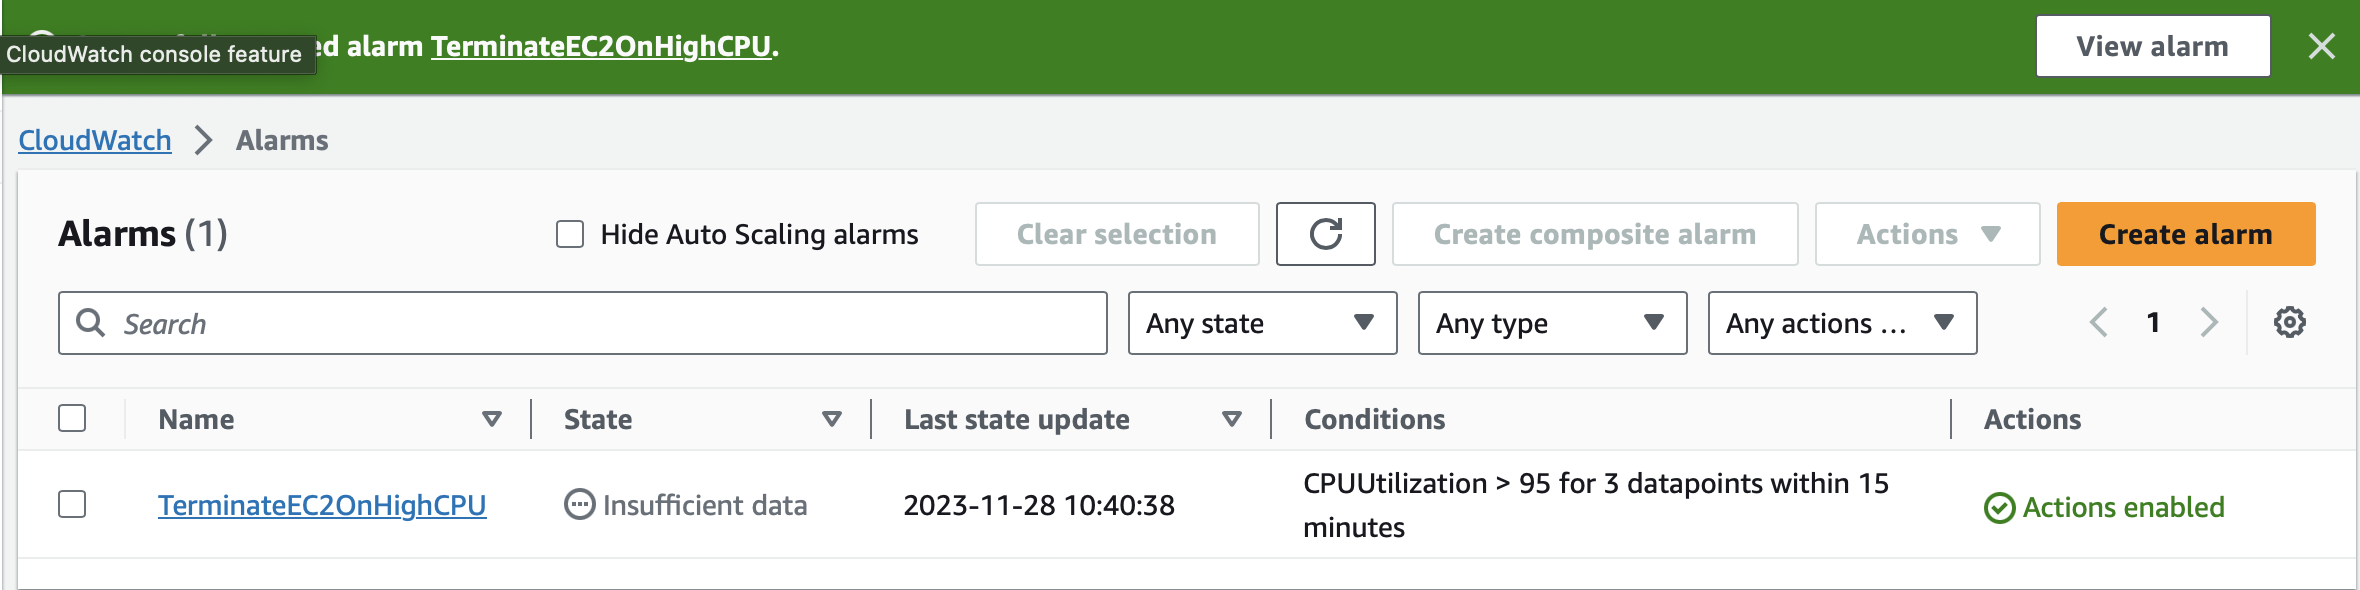 CloudWatch console feature
ed alarm TerminateEC2OnHighCPU.
View alarm
CloudWatch
Alarms
Alarms (1)
Hide Auto Scaling alarms
Clear selection
Create composite alarm
Actions
Create alarm
Search
Any state
Any type
Any actions ...
1
Name
State
Last state update
Conditions
Actions
TerminateEC2OnHighCPU
Insufficient data
2023-11-28 10:40:38
CPUUtilization > 95 for 3 datapoints within 15
minutes
Actions enabled